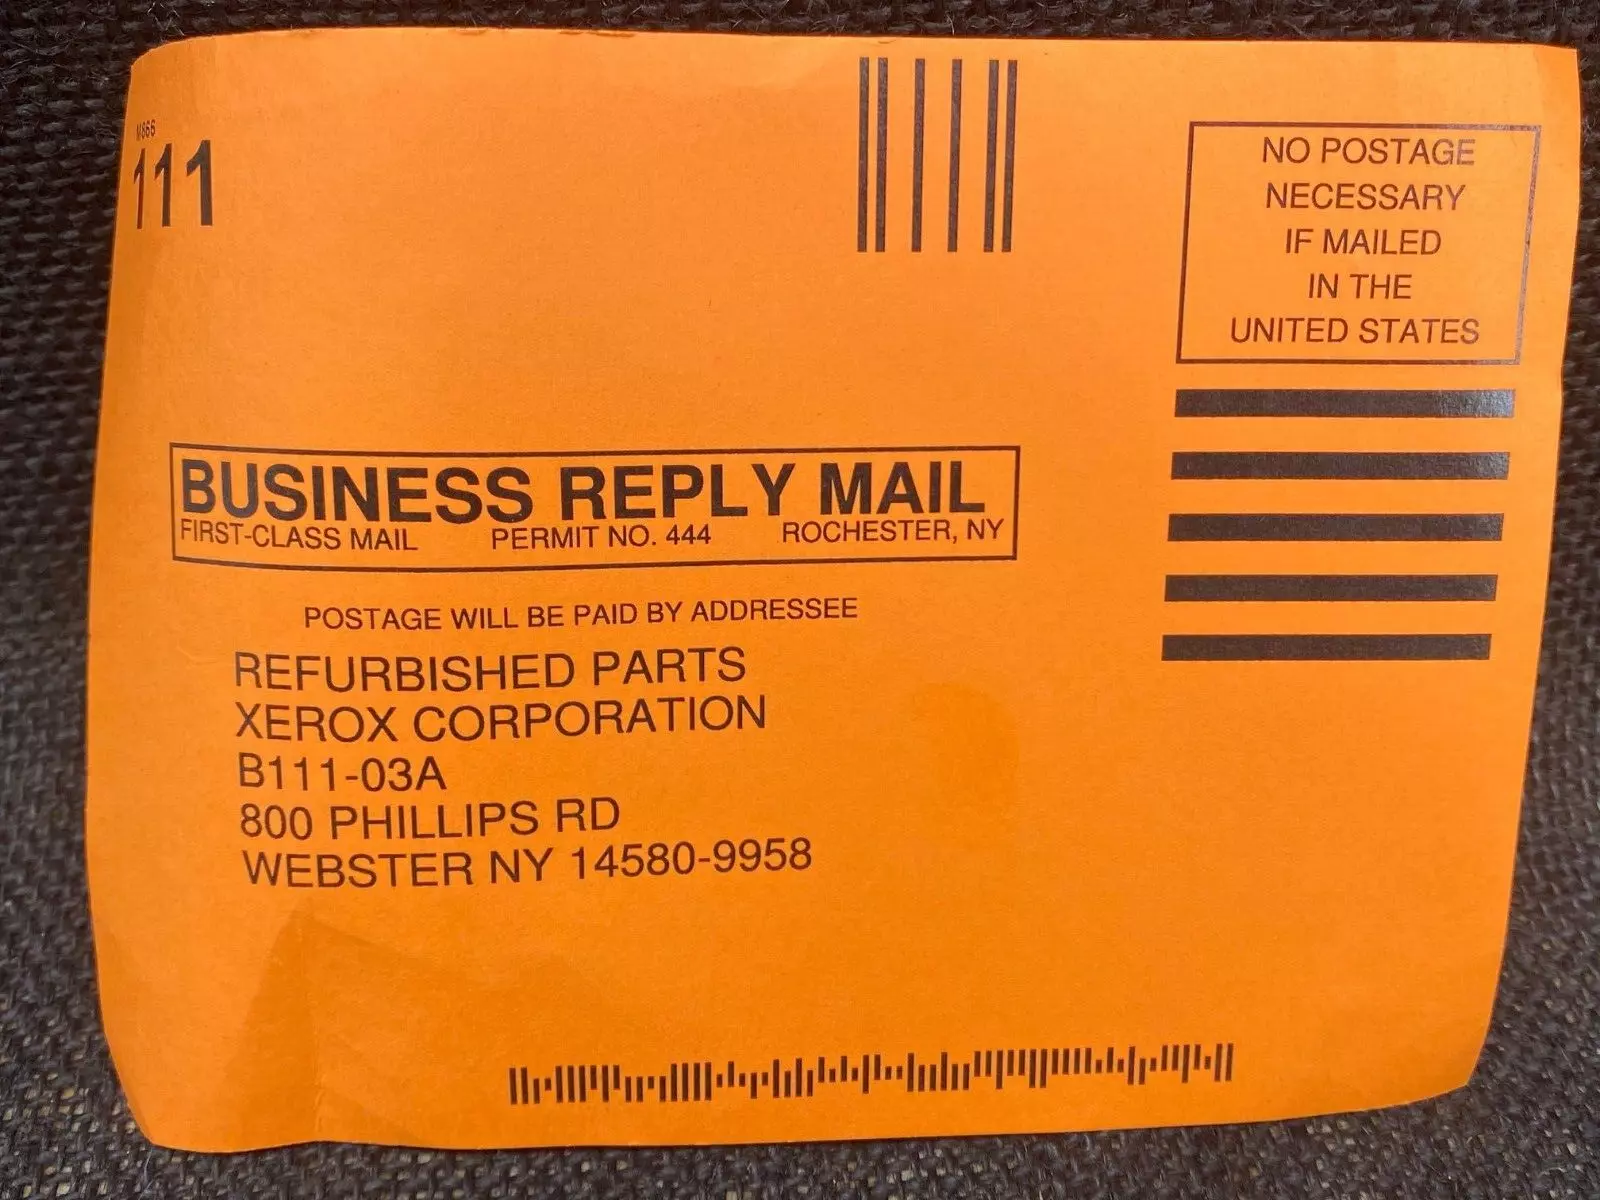 M866
111
NO POSTAGE
NECESSARY
IF MAILED
IN THE
UNITED STATES
BUSINESS REPLY MAIL
FIRST-CLASS MAIL PERMIT NO. 444 ROCHESTER, NY
POSTAGE WILL BE PAID BY ADDRESSEE
REFURBISHED PARTS
XEROX CORPORATION
B111-03A
800 PHILLIPS RD
WEBSTER NY 14580-9958